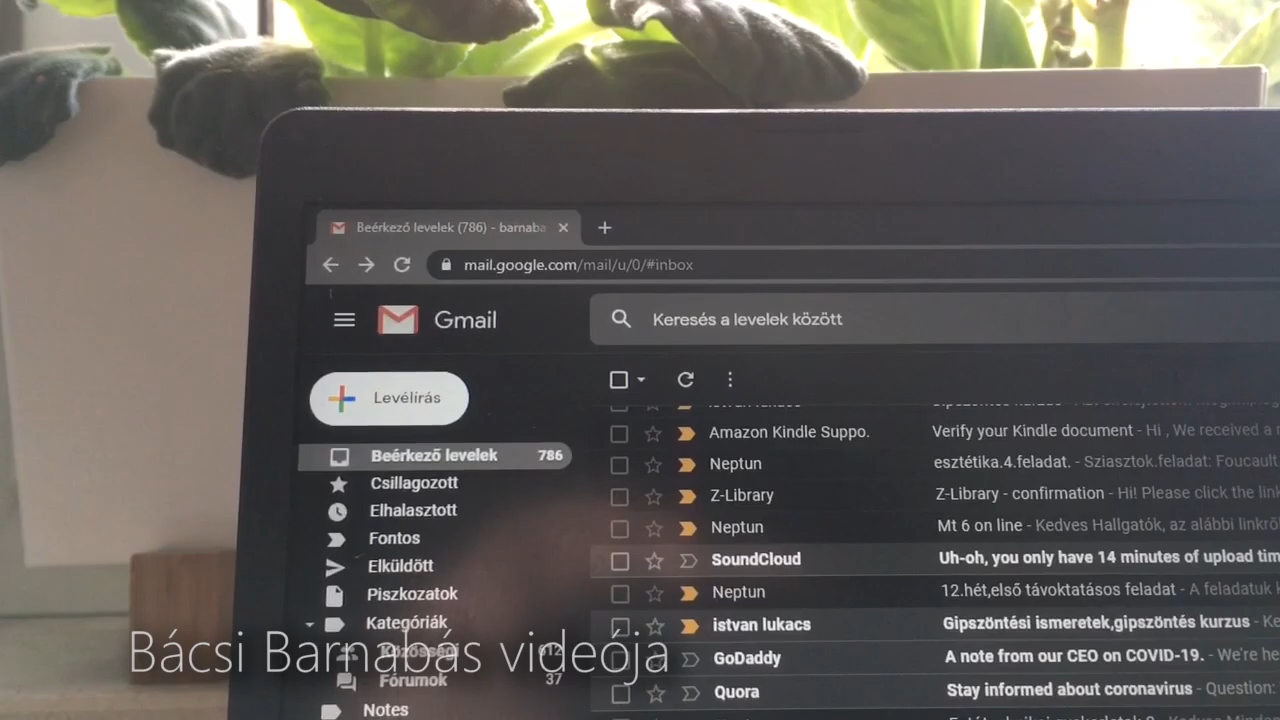 Beérkező levelek (786) - barnaba
mail.google.com/mail/u/0/#inbox
Gmail
Keresés a levelek között
Levélírás
Beérkező levelek 786
Csillagozott
Elhalasztott
Fontos
Elküldött
Piszkozatok
Kategóriák
Közösségi 612
Fórumok 37
Notes
Amazon Kindle Suppo. Verify your Kindle document - Hi , We received a
Neptun esztétika.4.feladat. - Sziasztok.feladat: Foucault
Z-Library Z-Library - confirmation - Hi! Please click the link
Neptun Mt 6 on line - Kedves Hallgatók, az alábbi linkről
SoundCloud Uh-oh, you only have 14 minutes of upload tim
Neptun 12.hét,első távoktatásos feladat - A feladatuk
istvan lukacs Gipszöntési ismeretek,gipszöntés kurzus - Ke
GoDaddy A note from our CEO on COVID-19. - We're he
Quora Stay informed about coronavirus - Question:
Bácsi Barnabás videója